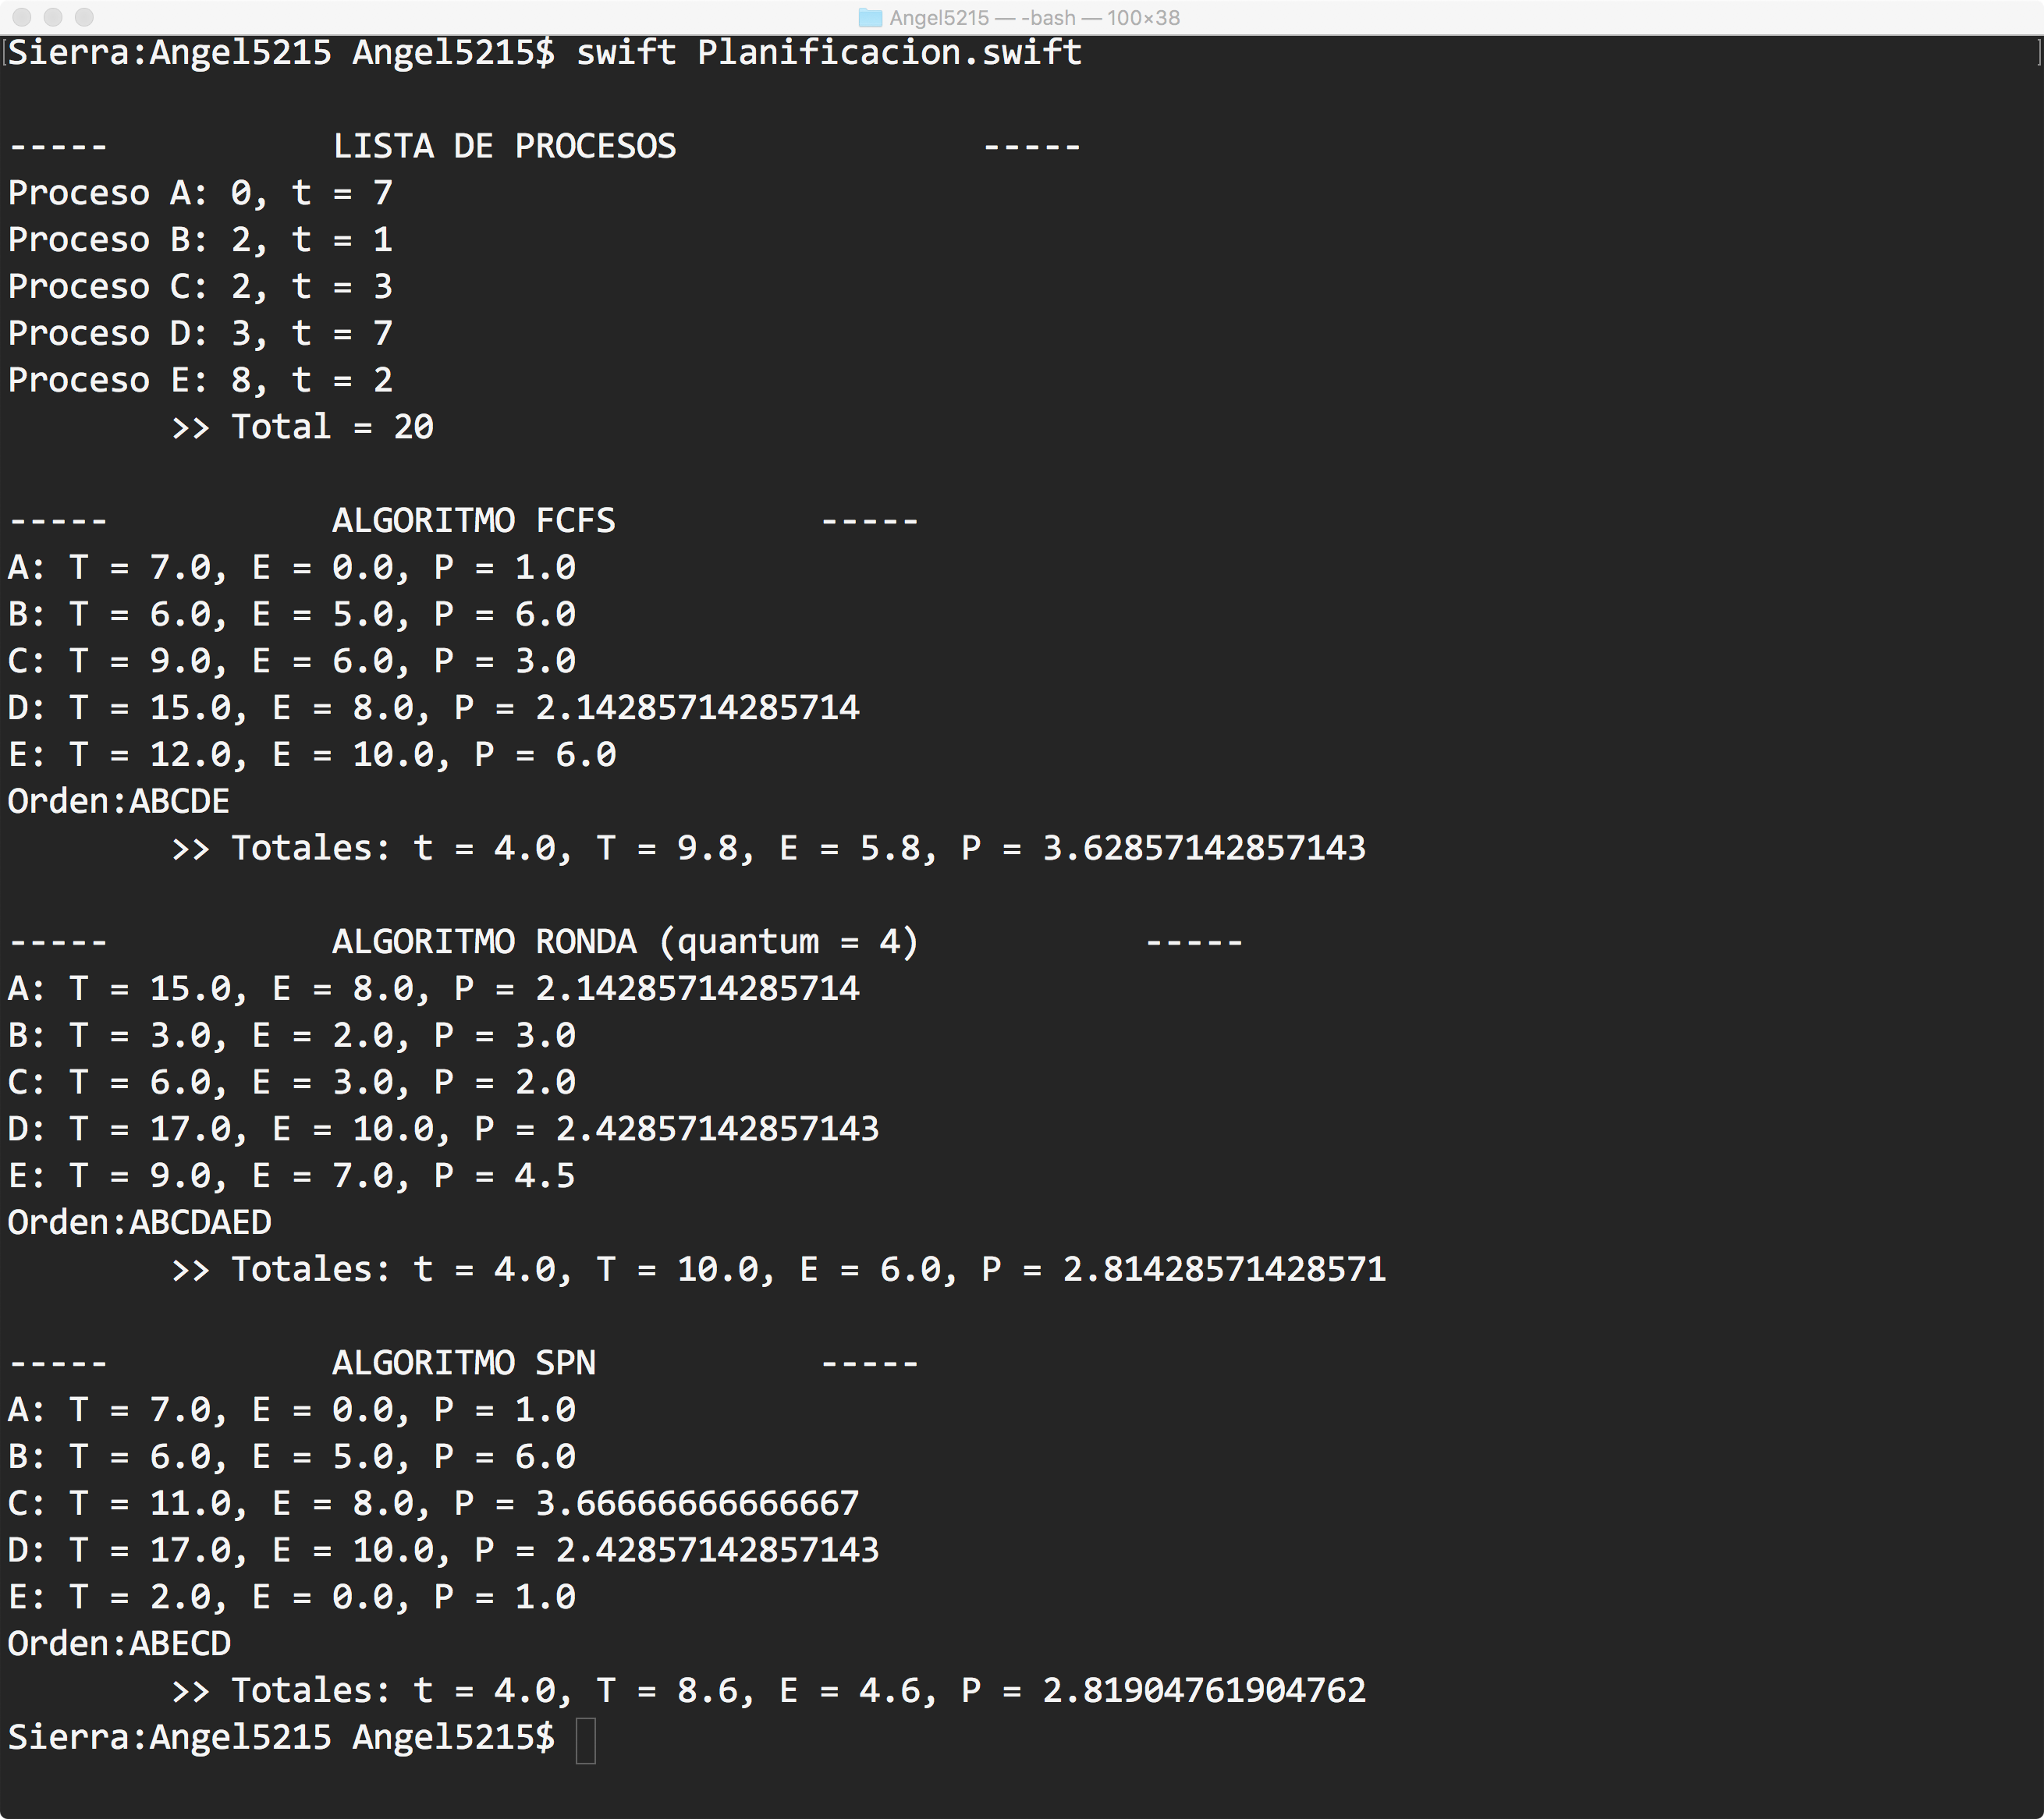 Angel5215 — -bash — 100×38
Sierra:Angel5215 Angel5215$ swift Planificacion.swift
----- LISTA DE PROCESOS -----
Proceso A: 0, t = 7
Proceso B: 2, t = 1
Proceso C: 2, t = 3
Proceso D: 3, t = 7
Proceso E: 8, t = 2
>> Total = 20
----- ALGORITMO FCFS -----
A: T = 7.0, E = 0.0, P = 1.0
B: T = 6.0, E = 5.0, P = 6.0
C: T = 9.0, E = 6.0, P = 3.0
D: T = 15.0, E = 8.0, P = 2.14285714285714
E: T = 12.0, E = 10.0, P = 6.0
Orden:ABCDE
>> Totales: t = 4.0, T = 9.8, E = 5.8, P = 3.62857142857143
----- ALGORITMO RONDA (quantum = 4) -----
A: T = 15.0, E = 8.0, P = 2.14285714285714
B: T = 3.0, E = 2.0, P = 3.0
C: T = 6.0, E = 3.0, P = 2.0
D: T = 17.0, E = 10.0, P = 2.42857142857143
E: T = 9.0, E = 7.0, P = 4.5
Orden:ABCDAED
>> Totales: t = 4.0, T = 10.0, E = 6.0, P = 2.81428571428571
----- ALGORITMO SPN -----
A: T = 7.0, E = 0.0, P = 1.0
B: T = 6.0, E = 5.0, P = 6.0
C: T = 11.0, E = 8.0, P = 3.66666666666667
D: T = 17.0, E = 10.0, P = 2.42857142857143
E: T = 2.0, E = 0.0, P = 1.0
Orden:ABECD
>> Totales: t = 4.0, T = 8.6, E = 4.6, P = 2.81904761904762
Sierra:Angel5215 Angel5215$